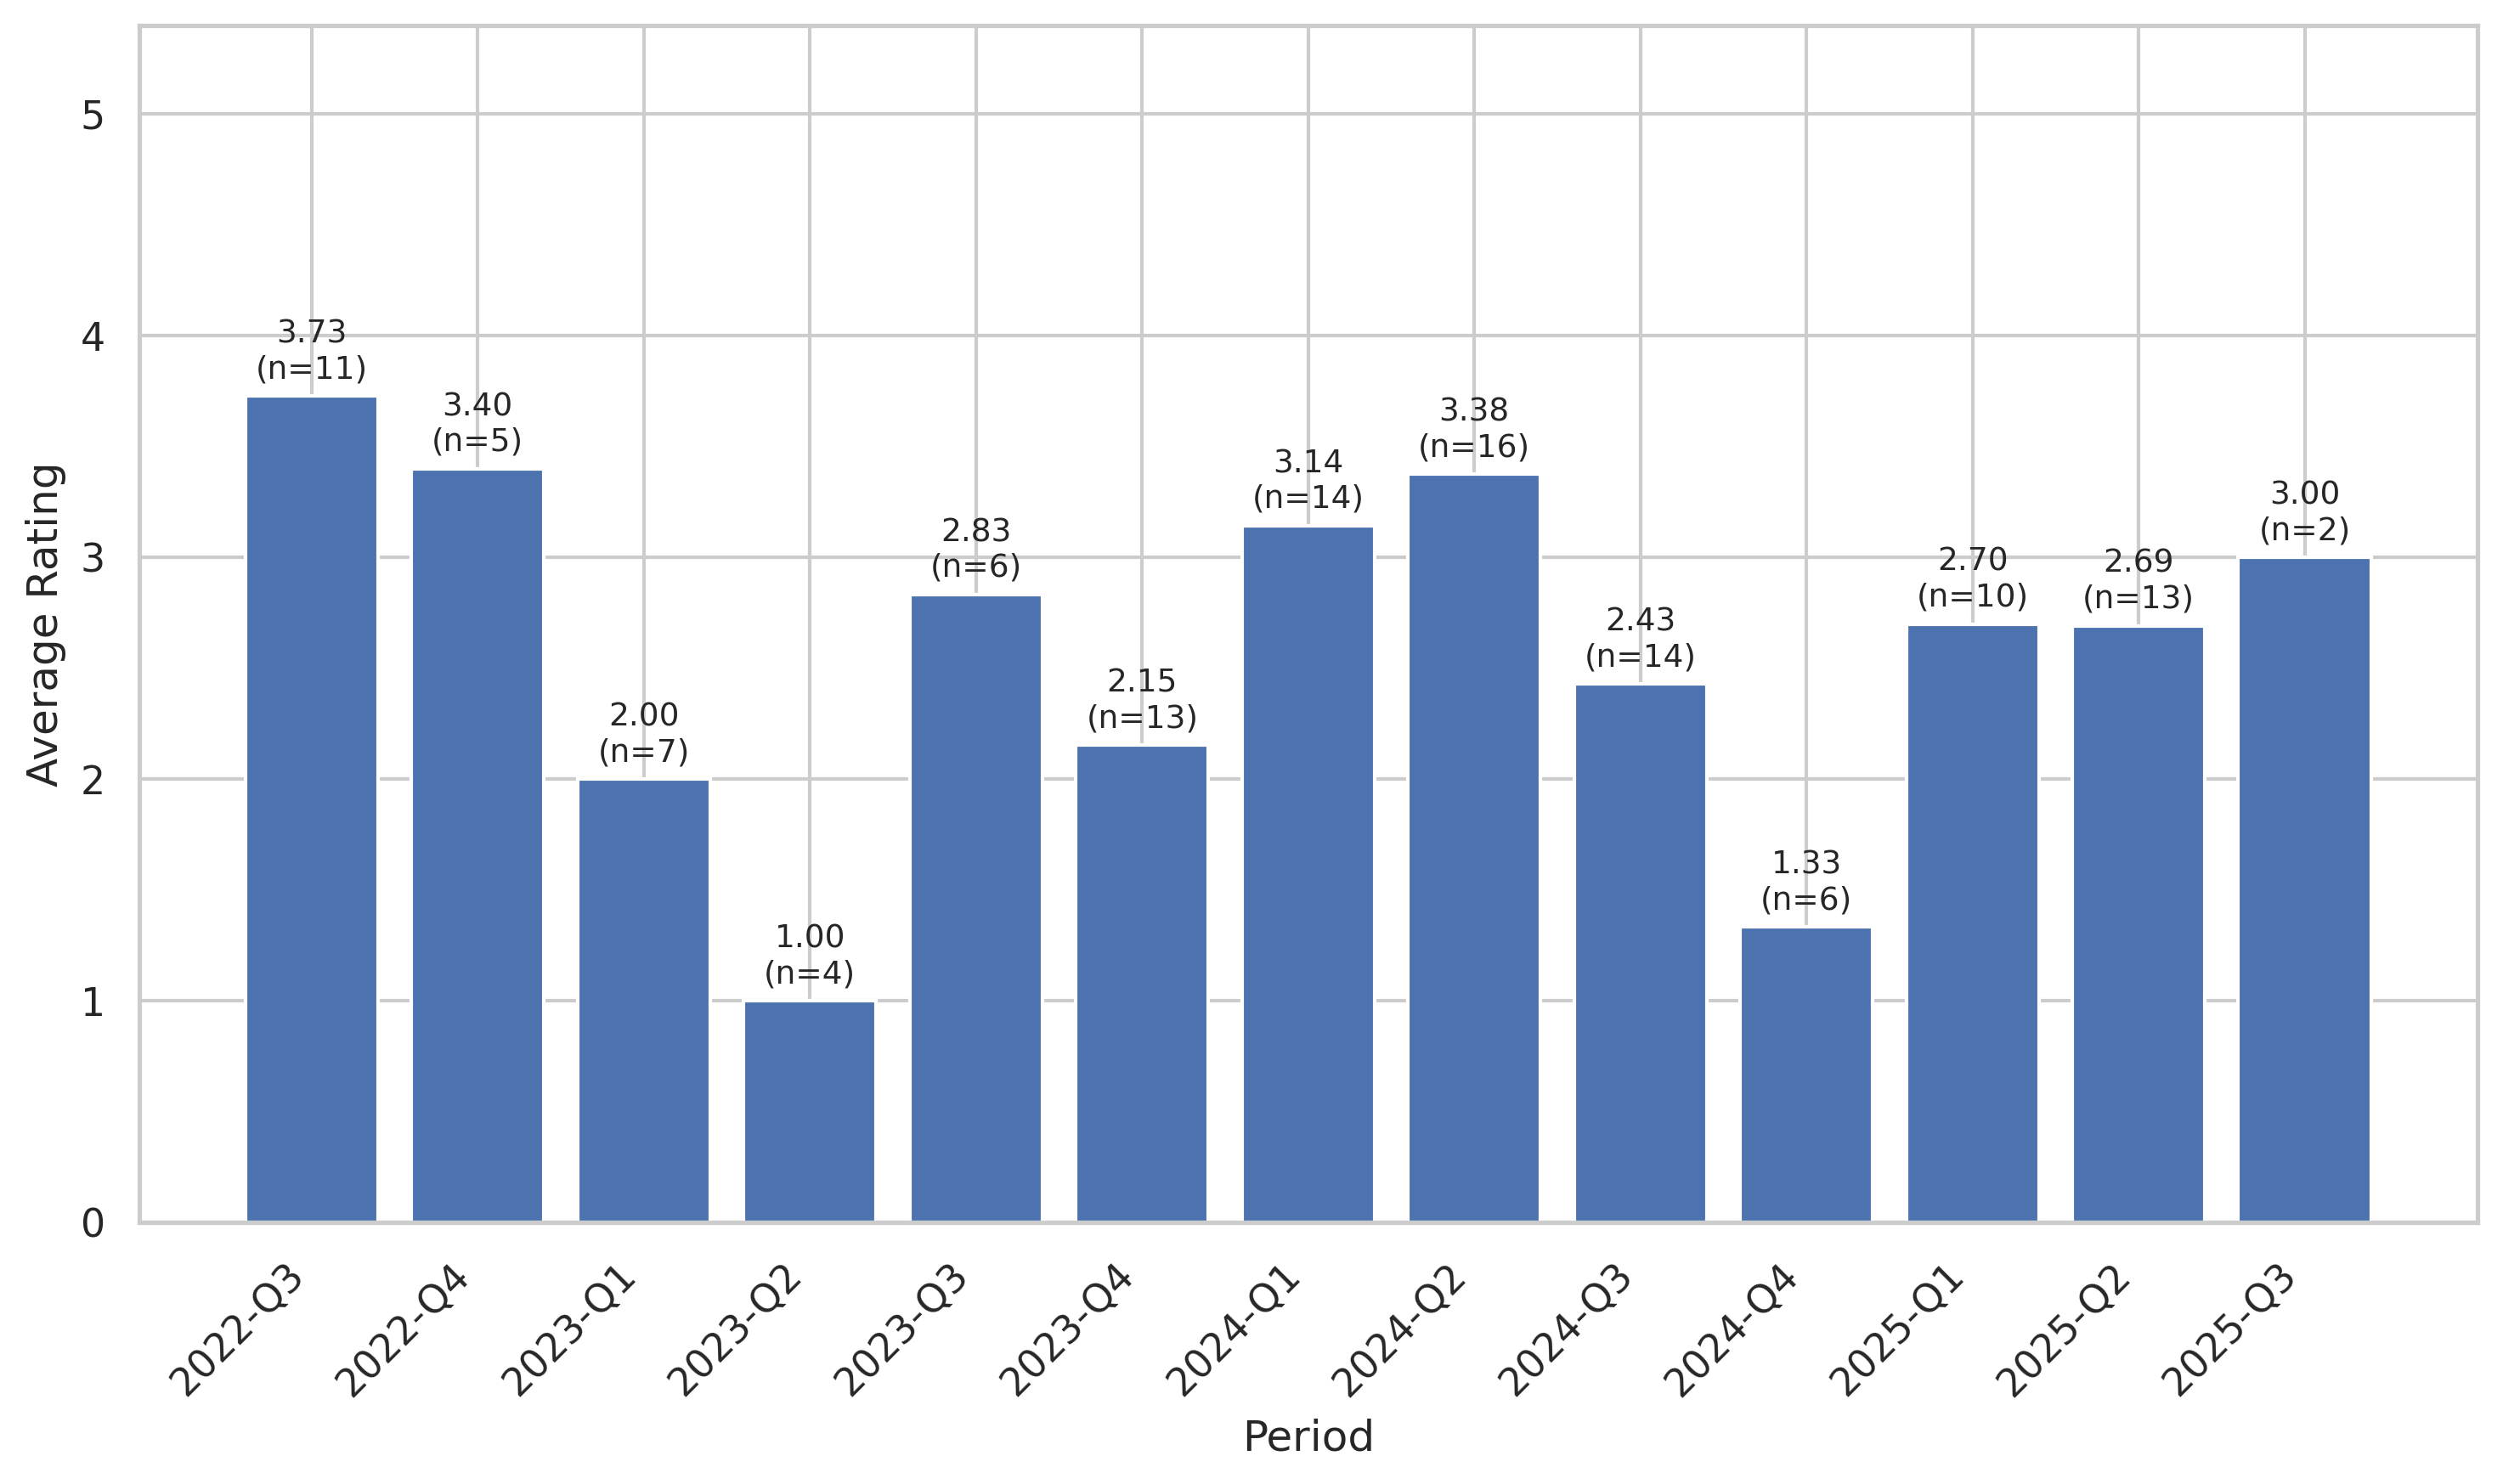 5
4
3
2
1
0
Average Rating
3.73
(n=11)
3.40
(n=5)
2.00
(n=7)
1.00
(n=4)
2.83
(n=6)
2.15
(n=13)
3.14
(n=14)
3.38
(n=16)
2.43
(n=14)
1.33
(n=6)
2.70
(n=10)
2.69
(n=13)
3.00
(n=2)
2022-Q3
2022-Q4
2023-Q1
2023-Q2
2023-Q3
2023-Q4
2024-Q1
2024-Q2
2024-Q3
2024-Q4
2025-Q1
2025-Q2
2025-Q3
Period